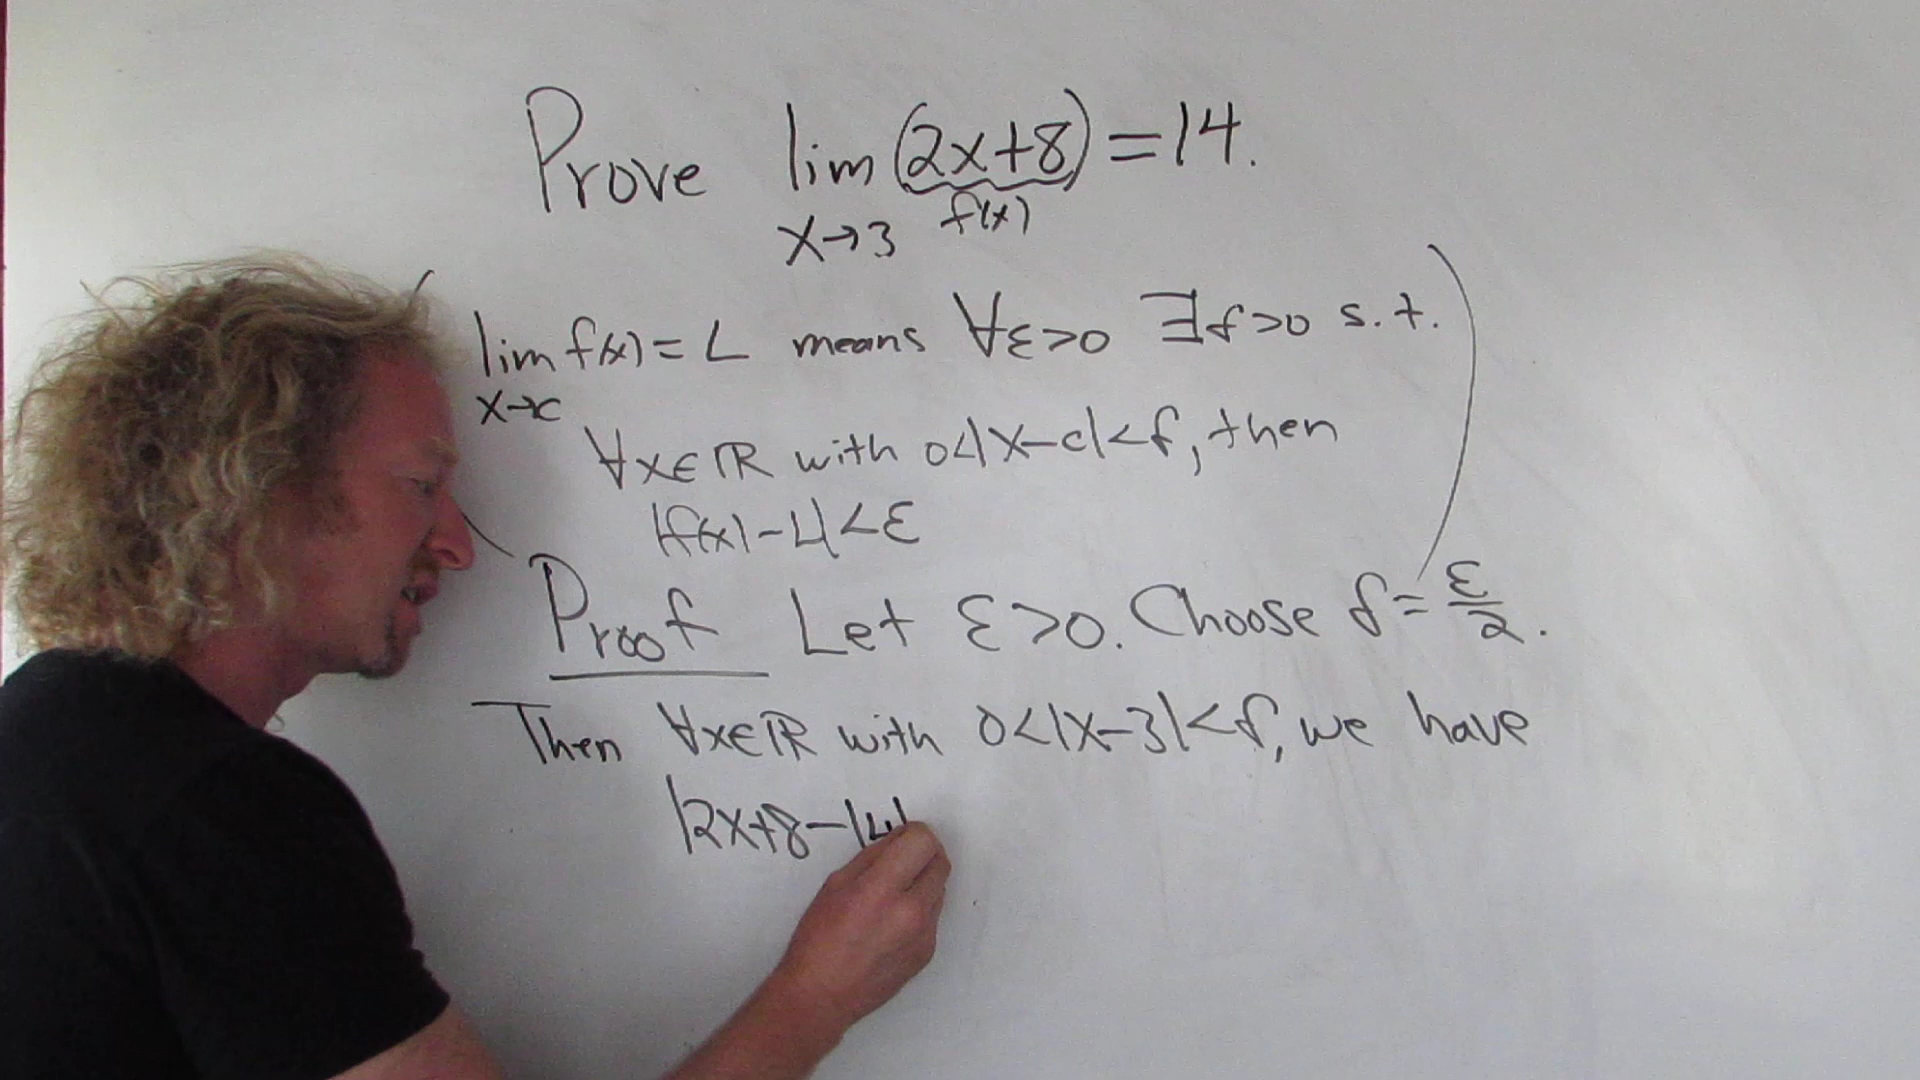 Prove lim (2x+8) = 14.
x→3 f(x)
lim f(x) = L means ∀ε>0 ∃δ>0 s.t.
x→c
∀x∈ℝ with 0<|x-c|<δ, then
|f(x)-L|<ε
Proof Let ε>0. Choose δ = ε/2.
Then ∀x∈ℝ with 0<|x-3|<δ, we have
|2x+8-14|